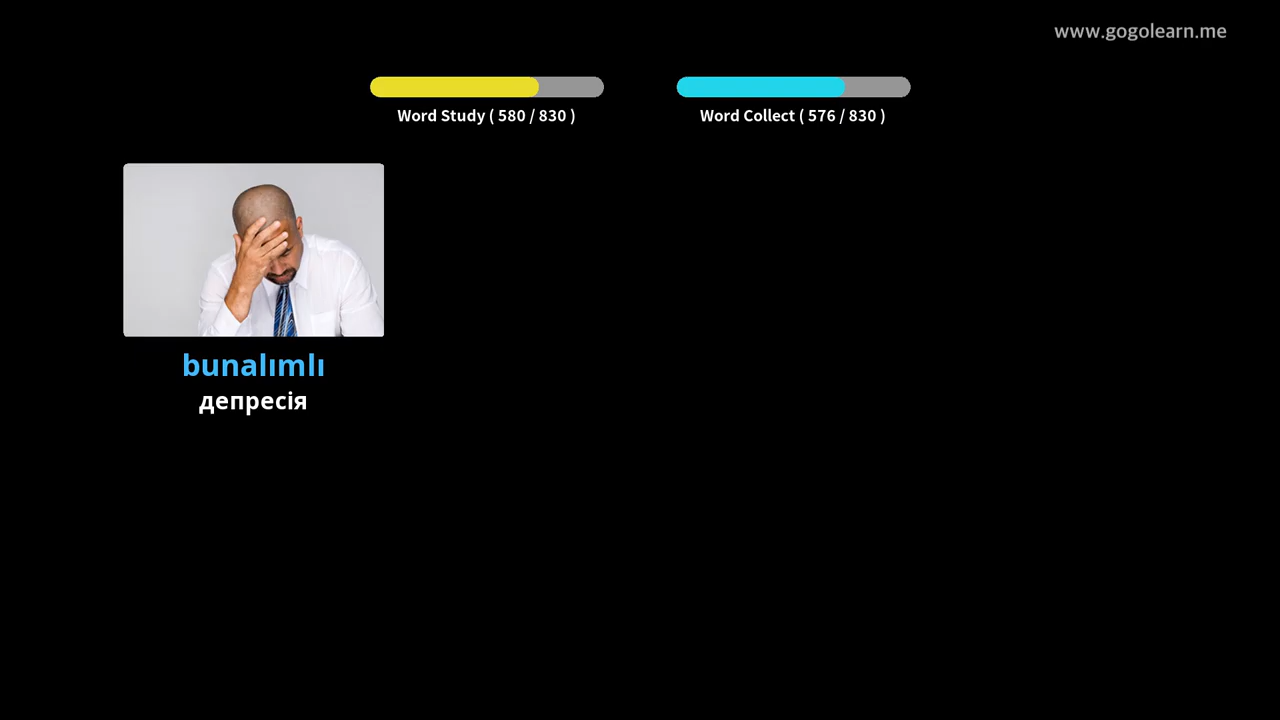 www.gogolearn.me
Word Study ( 580 / 830 )
Word Collect ( 576 / 830 )
bunalımlı
депресія